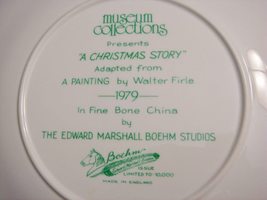 museum
collections
Presents
"A CHRISTMAS STORY"
Adapted from
A PAINTING by Walter Firle
1979
In Fine Bone China
by
THE EDWARD MARSHALL BOEHM STUDIOS
Boehm
ISSUE
LIMITED TO 10,000
MADE IN ENGLAND